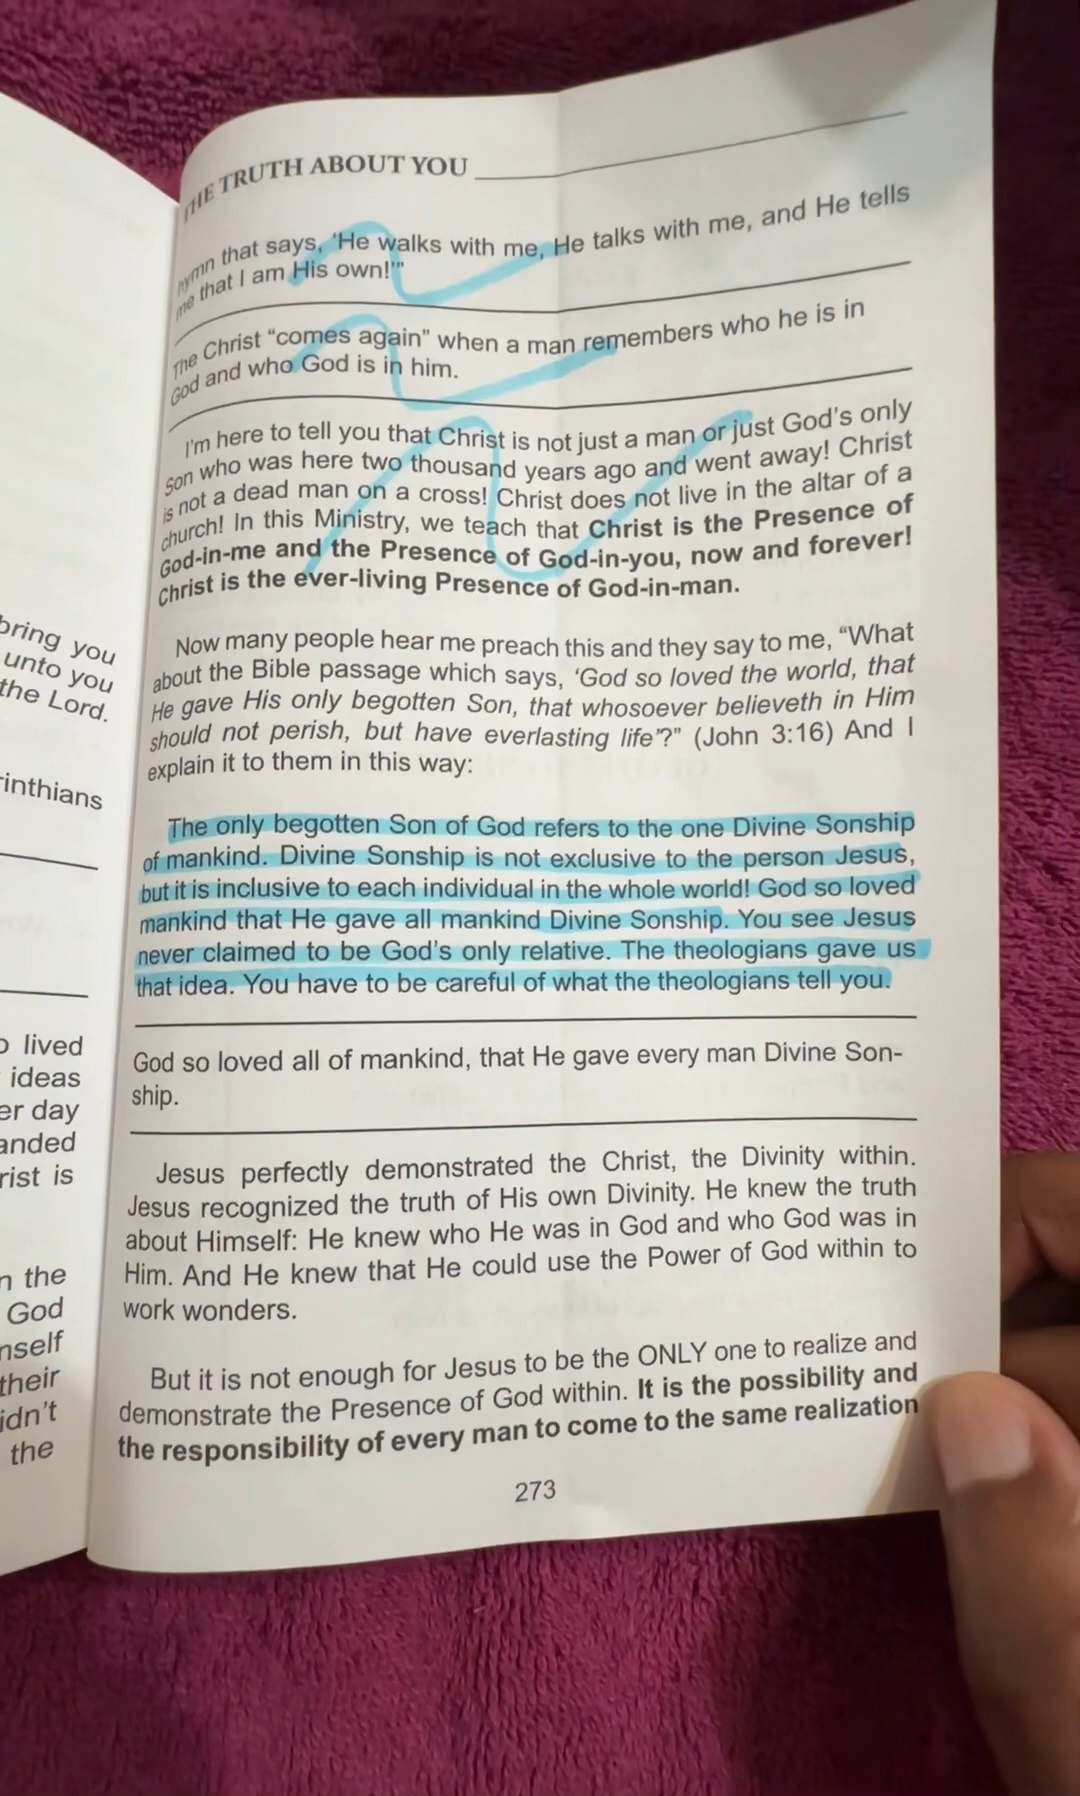 bring you
unto you
the Lord.
rinthians
lived
ideas
er day
anded
rist is
n the
God
nself
their
idn't
the
THE TRUTH ABOUT YOU
hymn that says, 'He walks with me, He talks with me, and He tells
me that I am His own!'"
The Christ "comes again" when a man remembers who he is in
God and who God is in him.
I'm here to tell you that Christ is not just a man or just God's only
Son who was here two thousand years ago and went away! Christ
is not a dead man on a cross! Christ does not live in the altar of a
church! In this Ministry, we teach that Christ is the Presence of
God-in-me and the Presence of God-in-you, now and forever!
Christ is the ever-living Presence of God-in-man.
Now many people hear me preach this and they say to me, "What
about the Bible passage which says, 'God so loved the world, that
He gave His only begotten Son, that whosoever believeth in Him
should not perish, but have everlasting life'?" (John 3:16) And I
explain it to them in this way:
The only begotten Son of God refers to the one Divine Sonship
of mankind. Divine Sonship is not exclusive to the person Jesus,
but it is inclusive to each individual in the whole world! God so loved
mankind that He gave all mankind Divine Sonship. You see Jesus
never claimed to be God's only relative. The theologians gave us
that idea. You have to be careful of what the theologians tell you.
God so loved all of mankind, that He gave every man Divine Son-
ship.
Jesus perfectly demonstrated the Christ, the Divinity within.
Jesus recognized the truth of His own Divinity. He knew the truth
about Himself: He knew who He was in God and who God was in
Him. And He knew that He could use the Power of God within to
work wonders.
But it is not enough for Jesus to be the ONLY one to realize and
demonstrate the Presence of God within. It is the possibility and
the responsibility of every man to come to the same realization
273